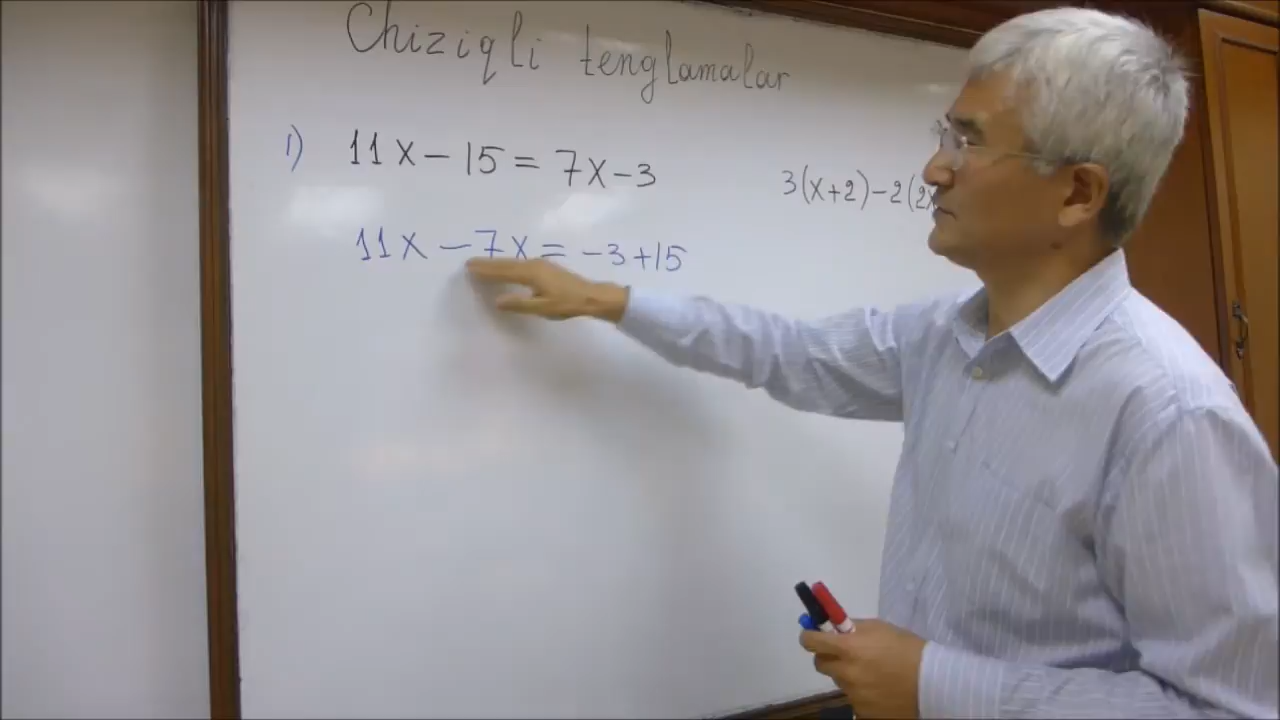 Chiziqli tenglamalar
1) 11x - 15 = 7x - 3
3(x+2) - 2(2x
11x - 7x = -3 + 15